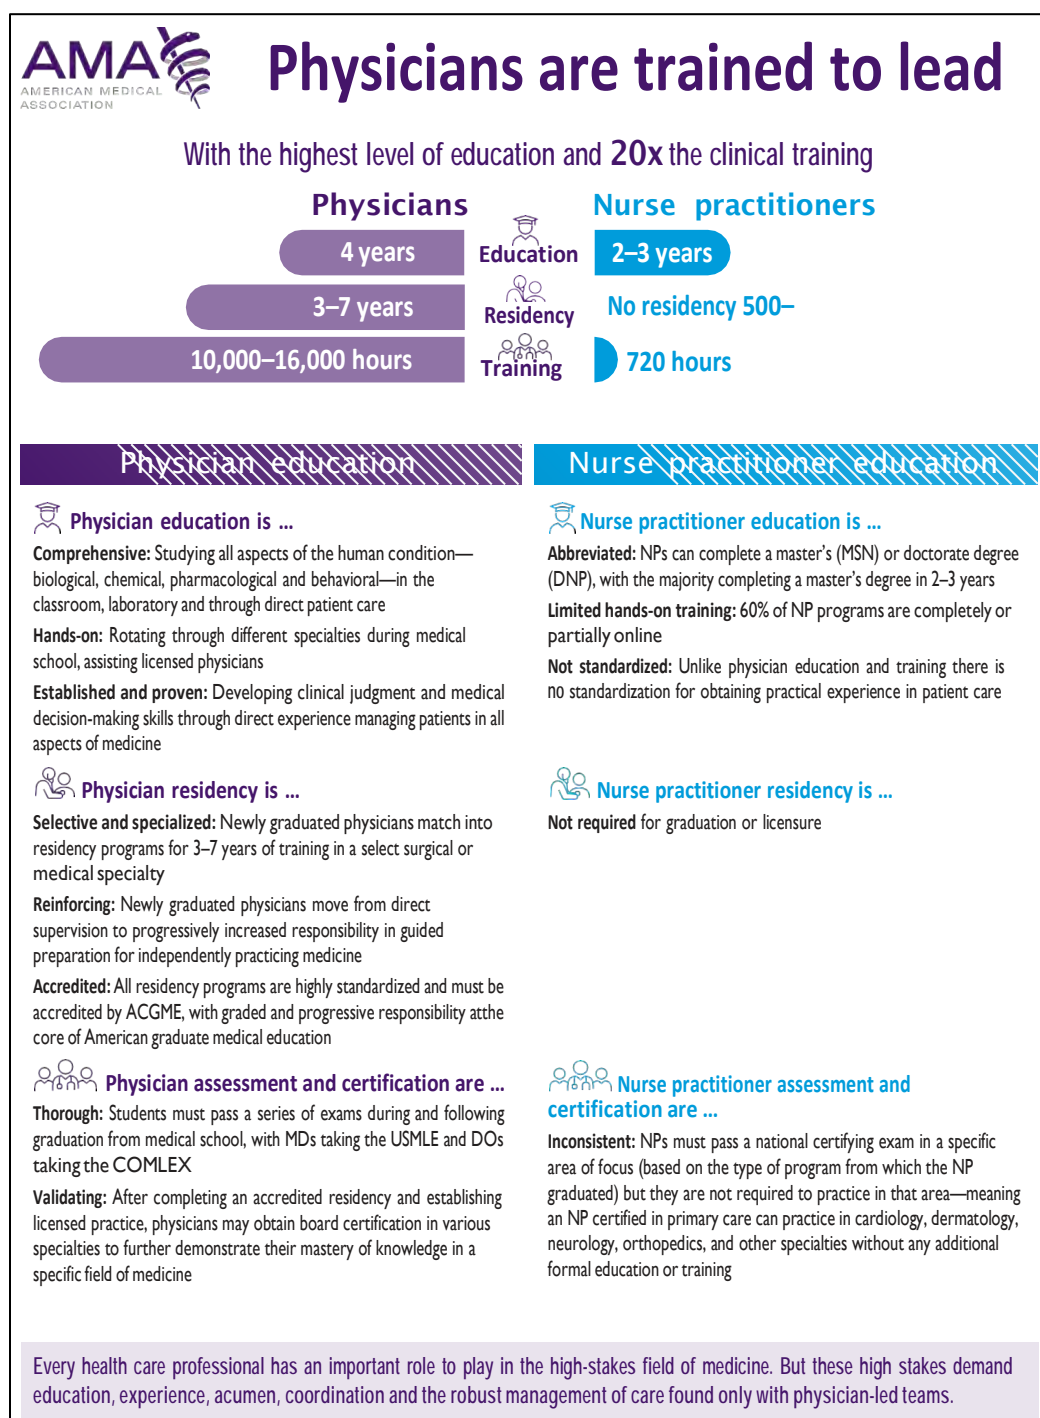 AMA
AMERICAN MEDICAL
ASSOCIATION
Physicians are trained to lead
With the highest level of education and 20x the clinical training
Physicians
Nurse practitioners
4 years
Education
2–3 years
3–7 years
Residency
No residency 500–
10,000–16,000 hours
Training
720 hours
Physician education
Physician education is ...
Comprehensive: Studying all aspects of the human condition—
biological, chemical, pharmacological and behavioral—in the
classroom, laboratory and through direct patient care
Hands-on: Rotating through different specialties during medical
school, assisting licensed physicians
Established and proven: Developing clinical judgment and medical
decision-making skills through direct experience managing patients in all
aspects of medicine
Physician residency is ...
Selective and specialized: Newly graduated physicians match into
residency programs for 3–7 years of training in a select surgical or
medical specialty
Reinforcing: Newly graduated physicians move from direct
supervision to progressively increased responsibility in guided
preparation for independently practicing medicine
Accredited: All residency programs are highly standardized and must be
accredited by ACGME, with graded and progressive responsibility atthe
core of American graduate medical education
Physician assessment and certification are ...
Thorough: Students must pass a series of exams during and following
graduation from medical school, with MDs taking the USMLE and DOs
taking the COMLEX
Validating: After completing an accredited residency and establishing
licensed practice, physicians may obtain board certification in various
specialties to further demonstrate their mastery of knowledge in a
specific field of medicine
Nurse practitioner education
Nurse practitioner education is ...
Abbreviated: NPs can complete a master's (MSN) or doctorate degree
(DNP), with the majority completing a master's degree in 2–3 years
Limited hands-on training: 60% of NP programs are completely or
partially online
Not standardized: Unlike physician education and training there is
no standardization for obtaining practical experience in patient care
Nurse practitioner residency is ...
Not required for graduation or licensure
Nurse practitioner assessment and
certification are ...
Inconsistent: NPs must pass a national certifying exam in a specific
area of focus (based on the type of program from which the NP
graduated) but they are not required to practice in that area—meaning
an NP certified in primary care can practice in cardiology, dermatology,
neurology, orthopedics, and other specialties without any additional
formal education or training
Every health care professional has an important role to play in the high-stakes field of medicine. But these high stakes demand
education, experience, acumen, coordination and the robust management of care found only with physician-led teams.